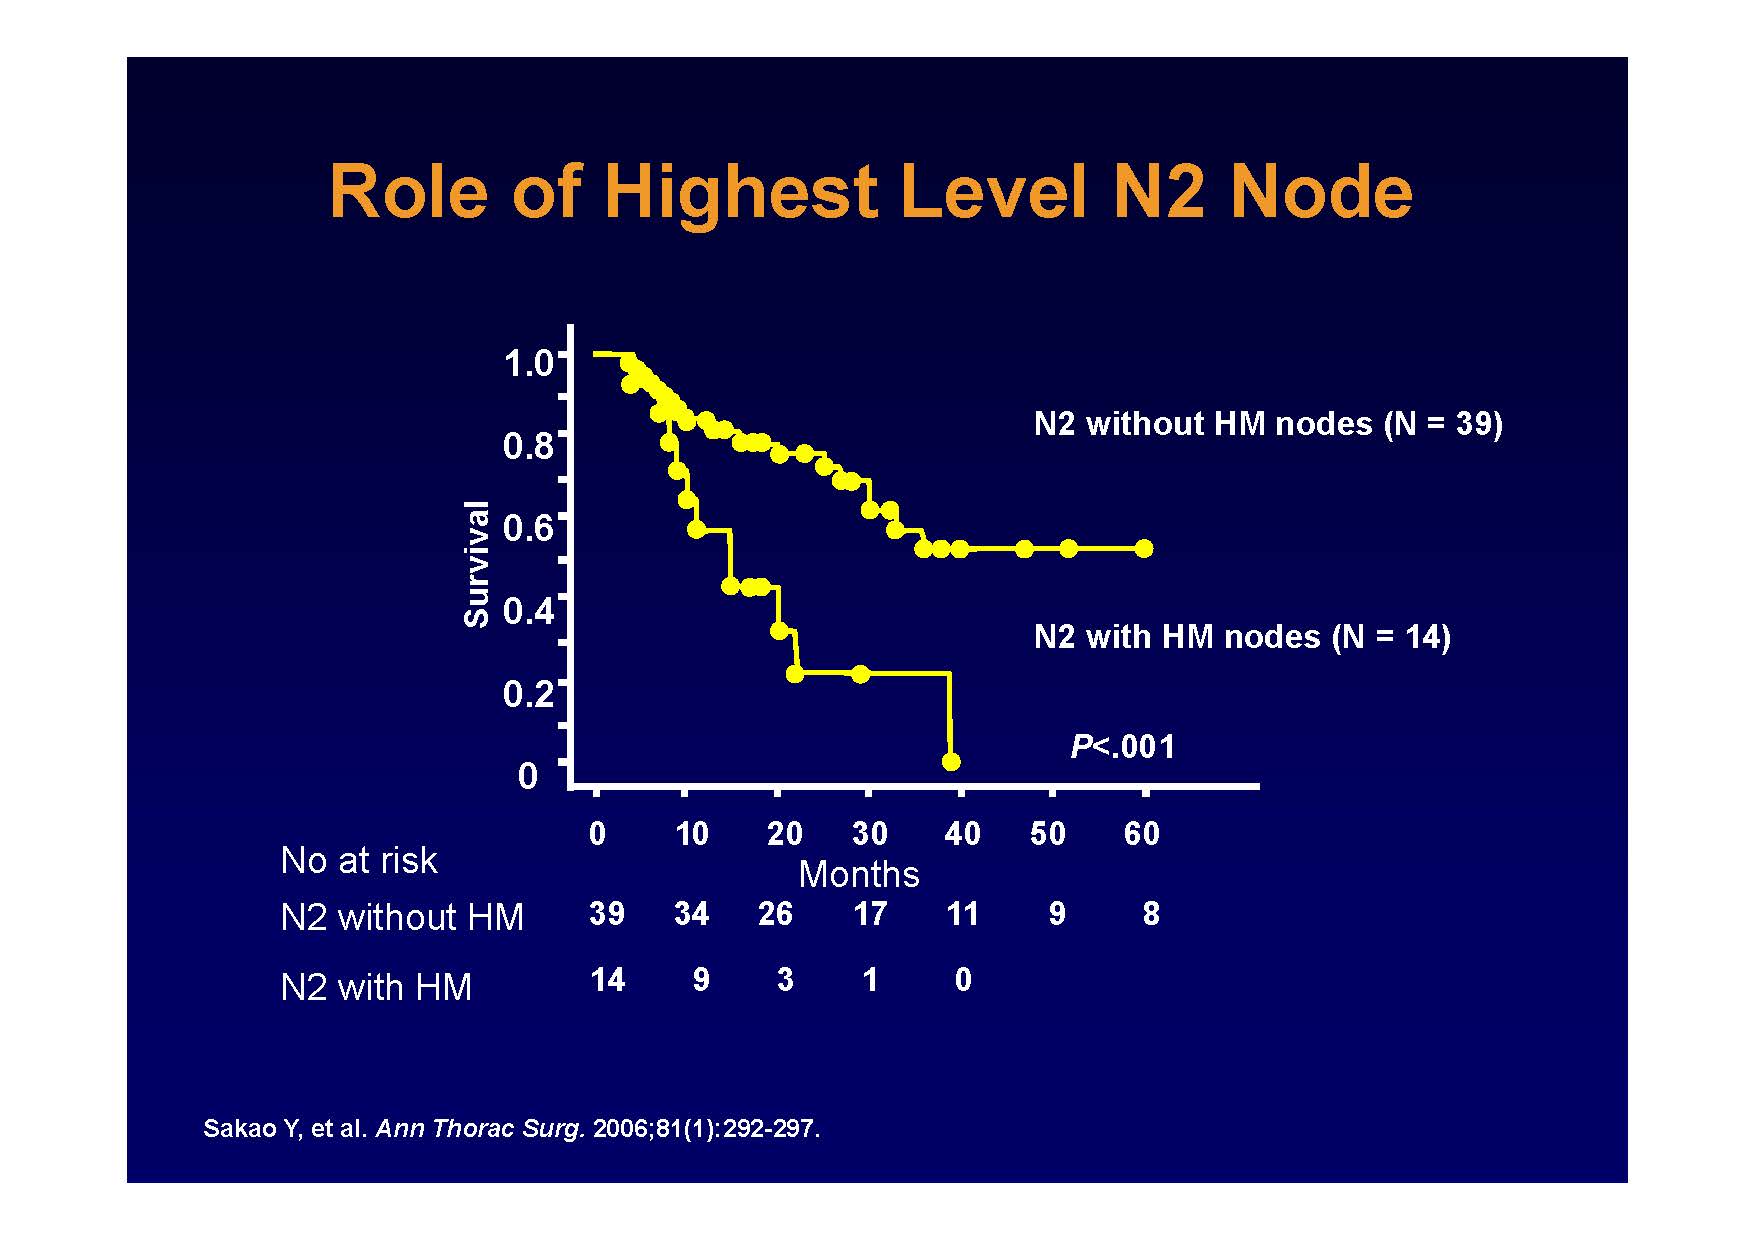 Role of Highest Level N2 Node
1.0
0.8
0.6
0.4
0.2
0
Survival
N2 without HM nodes (N = 39)
N2 with HM nodes (N = 14)
P<.001
0 10 20 30 40 50 60
Months
No at risk
N2 without HM 39 34 26 17 11 9 8
N2 with HM 14 9 3 1 0
Sakao Y, et al. Ann Thorac Surg. 2006;81(1):292-297.